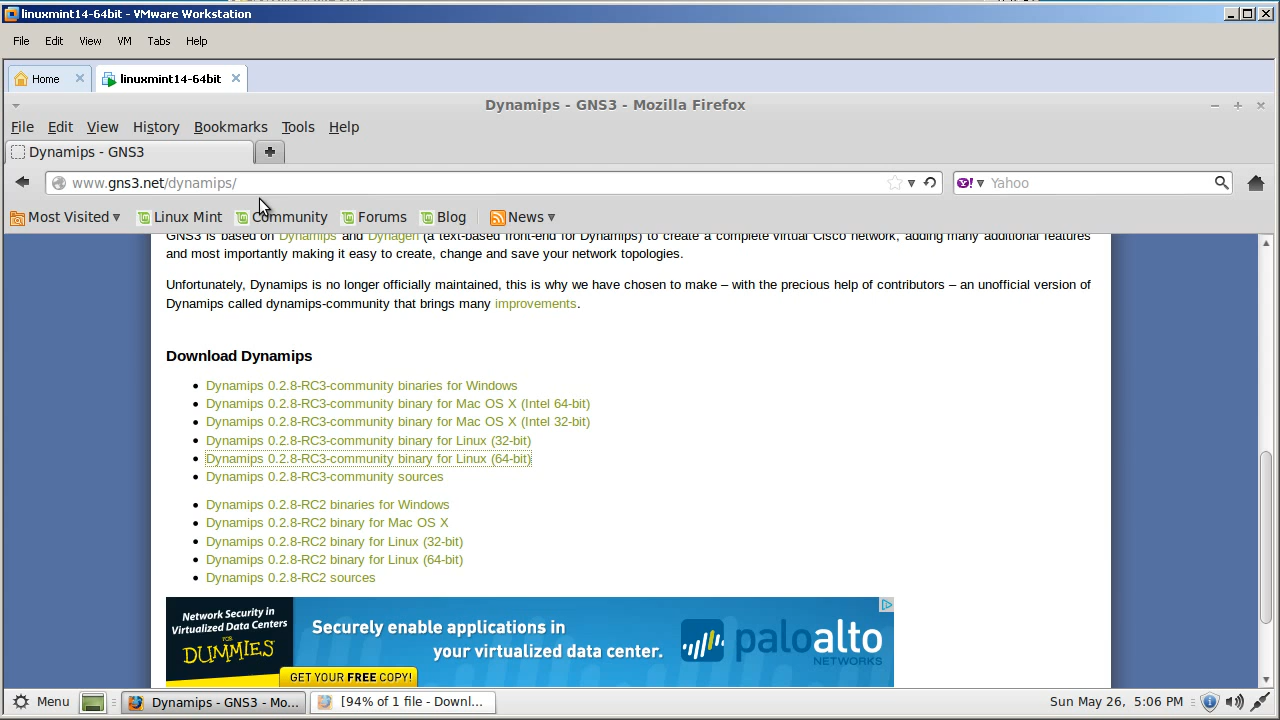 linuxmint14-64bit - VMware Workstation
File Edit View VM Tabs Help
Home linuxmint14-64bit
Dynamips - GNS3 - Mozilla Firefox
File Edit View History Bookmarks Tools Help
Dynamips - GNS3
www.gns3.net/dynamips/ Yahoo
Most Visited Linux Mint Community Forums Blog News
GNS3 is based on Dynamips and Dynagen (a text-based front-end for Dynamips) to create a complete virtual Cisco network, adding many additional features
and most importantly making it easy to create, change and save your network topologies.
Unfortunately, Dynamips is no longer officially maintained, this is why we have chosen to make – with the precious help of contributors – an unofficial version of
Dynamips called dynamips-community that brings many improvements.
Download Dynamips
Dynamips 0.2.8-RC3-community binaries for Windows
Dynamips 0.2.8-RC3-community binary for Mac OS X (Intel 64-bit)
Dynamips 0.2.8-RC3-community binary for Mac OS X (Intel 32-bit)
Dynamips 0.2.8-RC3-community binary for Linux (32-bit)
Dynamips 0.2.8-RC3-community binary for Linux (64-bit)
Dynamips 0.2.8-RC3-community sources
Dynamips 0.2.8-RC2 binaries for Windows
Dynamips 0.2.8-RC2 binary for Mac OS X
Dynamips 0.2.8-RC2 binary for Linux (32-bit)
Dynamips 0.2.8-RC2 binary for Linux (64-bit)
Dynamips 0.2.8-RC2 sources
Network Security in
Virtualized Data Centers
FOR
DUMMIES
Securely enable applications in
your virtualized data center.
GET YOUR FREE COPY!
paloalto
NETWORKS
Menu Dynamips - GNS3 - Mo... [94% of 1 file - Downl... Sun May 26, 5:06 PM